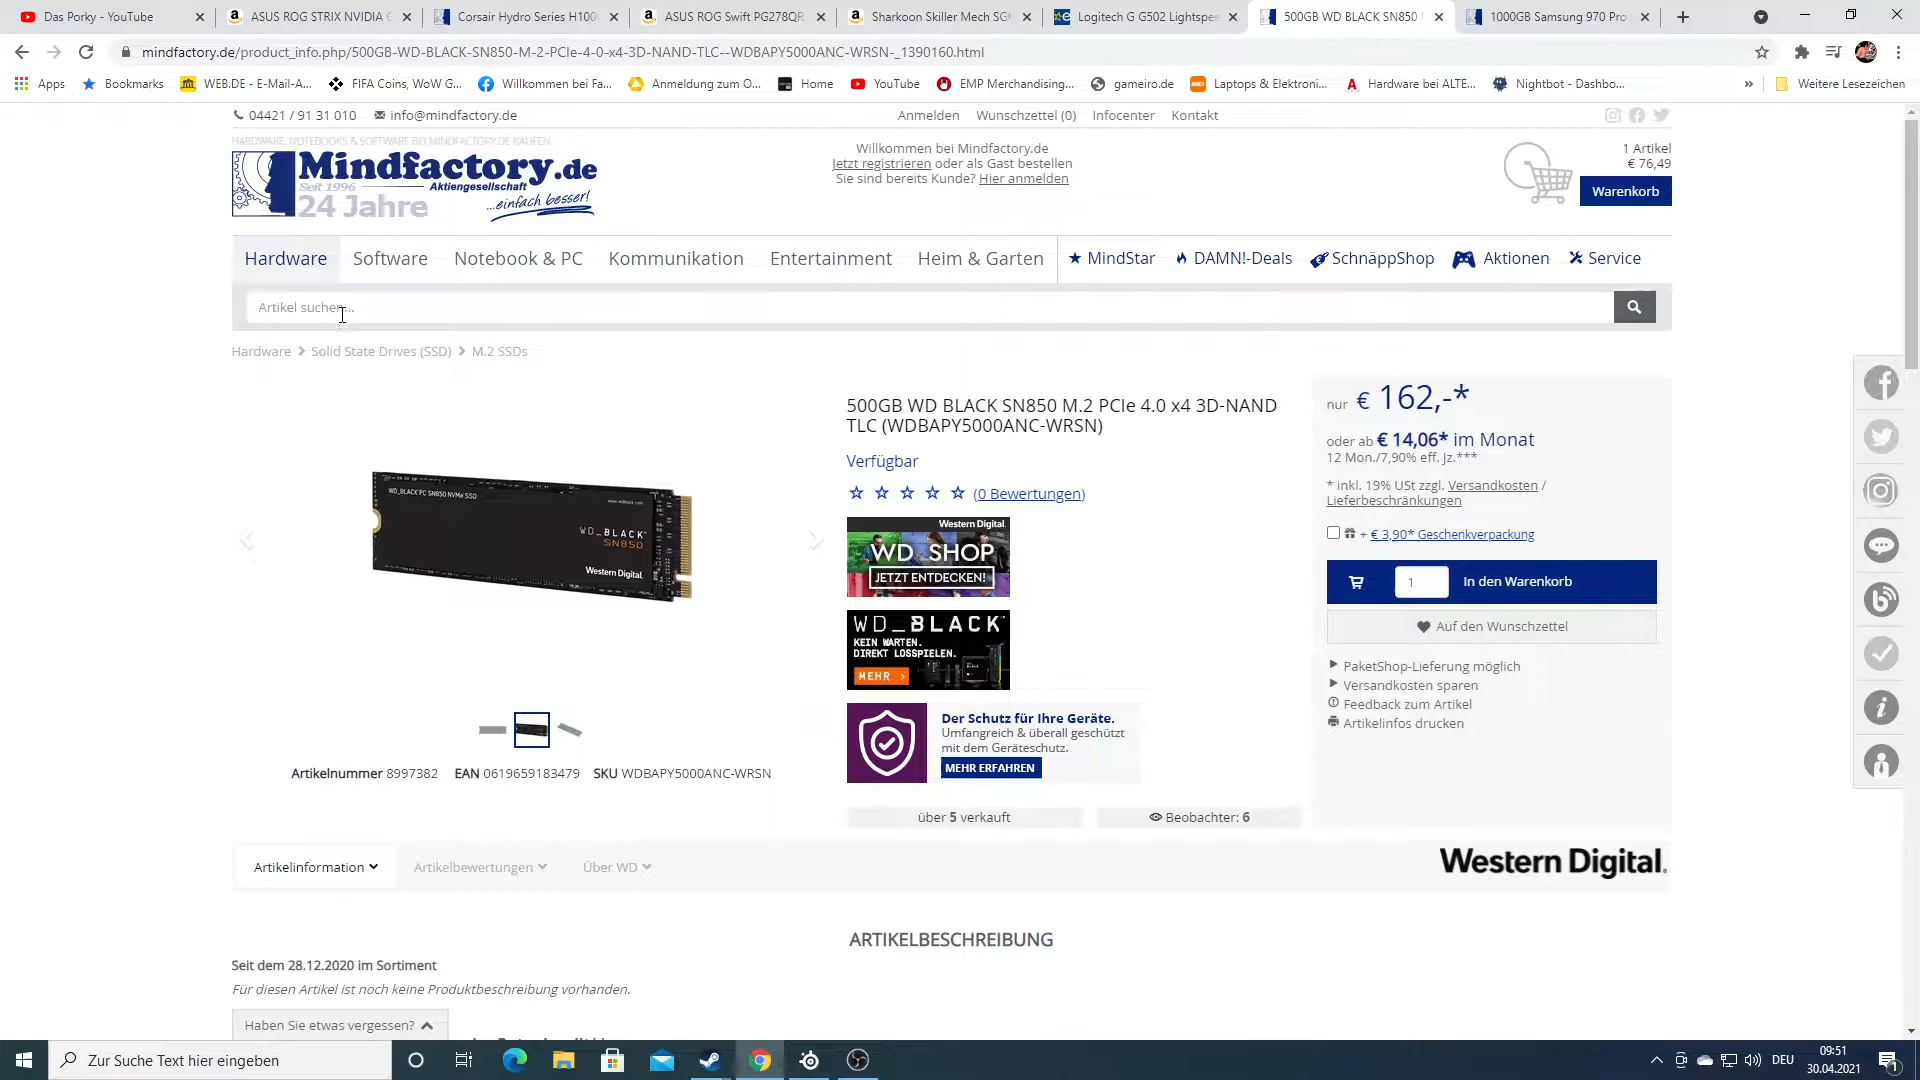 Das Porky - YouTube
ASUS ROG STRIX NVIDIA G
Corsair Hydro Series H100
ASUS ROG Swift PG278QR
Sharkoon Skiller Mech SG
Logitech G G502 Lightspe
500GB WD BLACK SN850
1000GB Samsung 970 Pro
mindfactory.de/product_info.php/500GB-WD-BLACK-SN850-M-2-PCIe-4-0-x4-3D-NAND-TLC--WDBAPY5000ANC-WRSN-_1390160.html
Apps
Bookmarks
WEB.DE - E-Mail-A...
FIFA Coins, WoW G...
Willkommen bei Fa...
Anmeldung zum O...
Home
YouTube
EMP Merchandising...
gameiro.de
Laptops & Elektroni...
Hardware bei ALTE...
Nightbot - Dashbo...
»
Weitere Lesezeichen
04421 / 91 31 010
info@mindfactory.de
Anmelden
Wunschzettel (0)
Infocenter
Kontakt
HARDWARE, NOTEBOOKS & SOFTWARE BEI MINDFACTORY.DE KAUFEN.
Mindfactory.de
Seit 1996
Aktiengesellschaft
24 Jahre
...einfach besser!
Willkommen bei Mindfactory.de
Jetzt registrieren oder als Gast bestellen
Sie sind bereits Kunde? Hier anmelden
1 Artikel
€ 76,49
Warenkorb
Hardware
Software
Notebook & PC
Kommunikation
Entertainment
Heim & Garten
MindStar
DAMN!-Deals
SchnäppShop
Aktionen
Service
Artikel suchen...
Hardware > Solid State Drives (SSD) > M.2 SSDs
WD_BLACK PC SN850 NVMe SSD
www.wdblack.com
WD_BLACK
SN850
Western Digital.
Artikelnummer 8997382 EAN 0619659183479 SKU WDBAPY5000ANC-WRSN
500GB WD BLACK SN850 M.2 PCIe 4.0 x4 3D-NAND
TLC (WDBAPY5000ANC-WRSN)
Verfügbar
(0 Bewertungen)
Western Digital.
WD SHOP
JETZT ENTDECKEN!
WD_BLACK
KEIN WARTEN.
DIREKT LOSSPIELEN.
MEHR >
Der Schutz für Ihre Geräte.
Umfangreich & überall geschützt
mit dem Geräteschutz.
MEHR ERFAHREN
über 5 verkauft
Beobachter: 6
nur € 162,-*
oder ab € 14,06* im Monat
12 Mon./7,90% eff. Jz.***
* inkl. 19% USt zzgl. Versandkosten /
Lieferbeschränkungen
+ € 3,90* Geschenkverpackung
1
In den Warenkorb
Auf den Wunschzettel
PaketShop-Lieferung möglich
Versandkosten sparen
Feedback zum Artikel
Artikelinfos drucken
Artikelinformation
Artikelbewertungen
Über WD
Western Digital.
ARTIKELBESCHREIBUNG
Seit dem 28.12.2020 im Sortiment
Für diesen Artikel ist noch keine Produktbeschreibung vorhanden.
Haben Sie etwas vergessen?
Zur Suche Text hier eingeben
DEU
09:51
30.04.2021
1